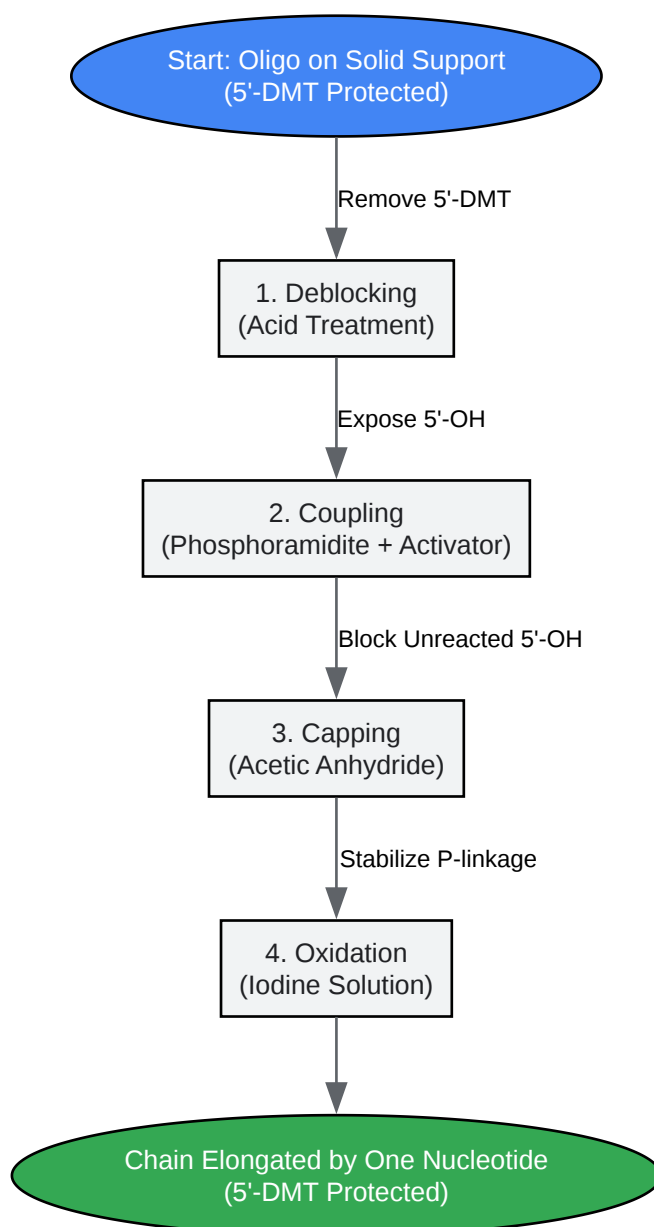 Start: Oligo on Solid Support
(5'-DMT Protected)
Remove 5'-DMT
1. Deblocking
(Acid Treatment)
Expose 5'-OH
2. Coupling
(Phosphoramidite + Activator)
Block Unreacted 5'-OH
3. Capping
(Acetic Anhydride)
Stabilize P-linkage
4. Oxidation
(Iodine Solution)
Chain Elongated by One Nucleotide
(5'-DMT Protected)